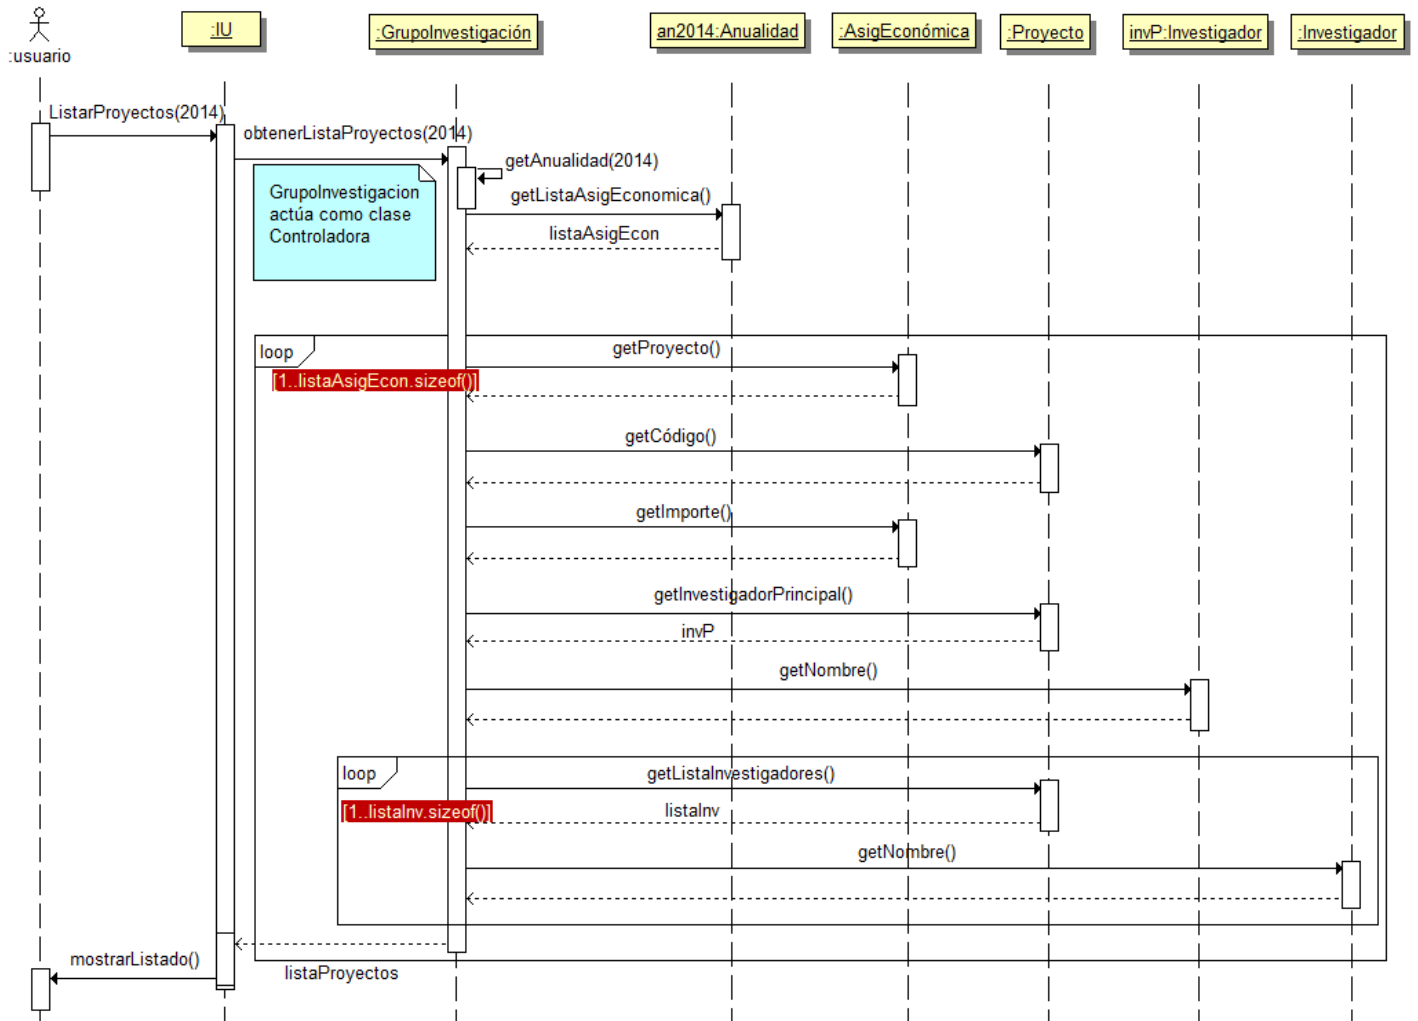 :usuario
:IU
:GrupoInvestigación
an2014:Anualidad
:AsigEconómica
:Proyecto
invP:Investigador
:Investigador
ListarProyectos(2014)
obtenerListaProyectos(2014)
getAnualidad(2014)
GrupoInvestigacion
actúa como clase
Controladora
getListaAsigEconomica()
listaAsigEcon
loop
[1..listaAsigEcon.sizeof()]
getProyecto()
getCódigo()
getImporte()
getInvestigadorPrincipal()
invP
getNombre()
loop
[1..listaInv.sizeof()]
getListaInvestigadores()
listaInv
getNombre()
mostrarListado()
listaProyectos